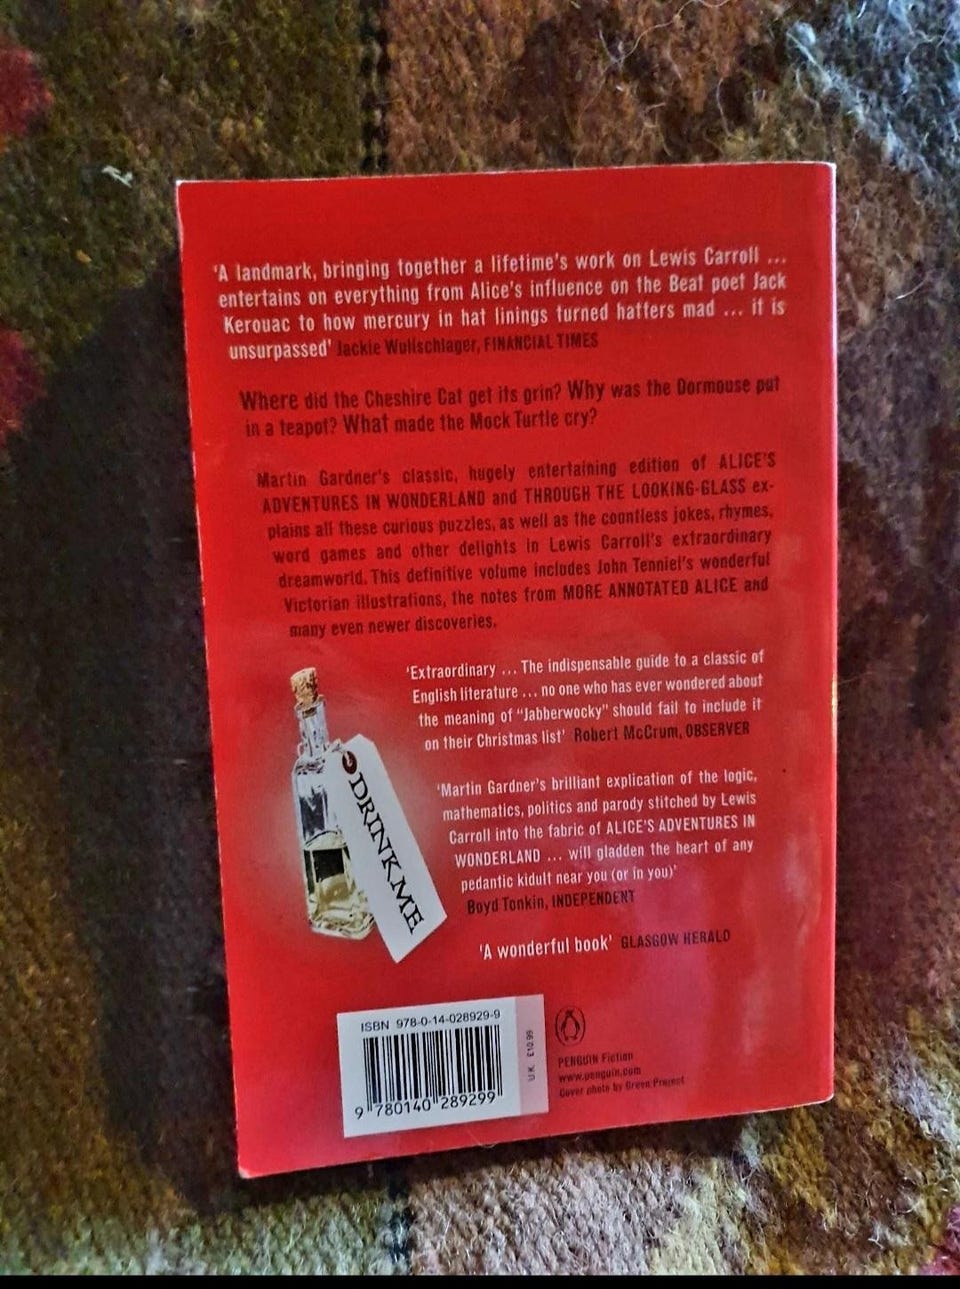 'A landmark, bringing together a lifetime's work on Lewis Carroll ...
entertains on everything from Alice's influence on the Beat poet Jack
Kerouac to how mercury in hat linings turned hatters mad ... it is
unsurpassed' Jackie Wullschlager, FINANCIAL TIMES
Where did the Cheshire Cat get its grin? Why was the Dormouse put
in a teapot? What made the Mock Turtle cry?
Martin Gardner's classic, hugely entertaining edition of ALICE'S
ADVENTURES IN WONDERLAND and THROUGH THE LOOKING-GLASS ex-
plains all these curious puzzles, as well as the countless jokes, rhymes,
word games and other delights in Lewis Carroll's extraordinary
dreamworld. This definitive volume includes John Tenniel's wonderful
Victorian illustrations, the notes from MORE ANNOTATED ALICE and
many even newer discoveries.
'Extraordinary ... The indispensable guide to a classic of
English literature ... no one who has ever wondered about
the meaning of "Jabberwocky" should fail to include it
on their Christmas list' Robert McCrum, OBSERVER
DRINK ME
'Martin Gardner's brilliant explication of the logic,
mathematics, politics and parody stitched by Lewis
Carroll into the fabric of ALICE'S ADVENTURES IN
WONDERLAND ... will gladden the heart of any
pedantic kidult near you (or in you)'
Boyd Tonkin, INDEPENDENT
'A wonderful book' GLASGOW HERALD
ISBN 978-0-14-028929-9
9 780140 289299
U.K. £10.99
PENGUIN Fiction
www.penguin.com
Cover photo by Green Project